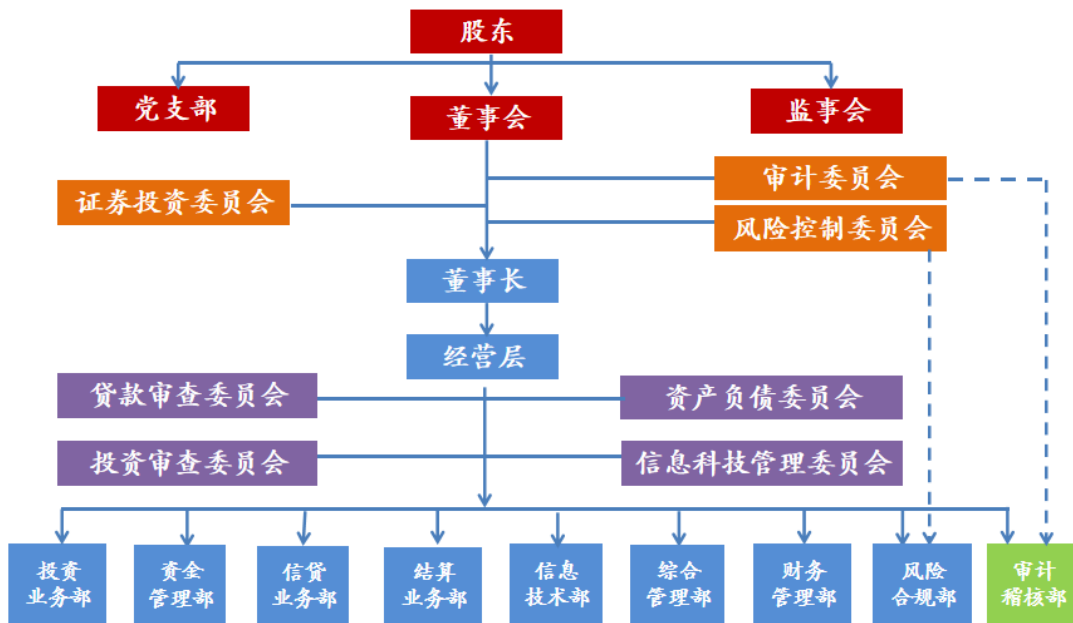 股东
党支部
董事会
监事会
审计委员会
证券投资委员会
风险控制委员会
董事长
经营层
贷款审查委员会
资产负债委员会
投资审查委员会
信息科技管理委员会
投资
业务部
资金
管理部
信贷
业务部
结算
业务部
信息
技术部
综合
管理部
财务
管理部
风险
合规部
审计
稽核部